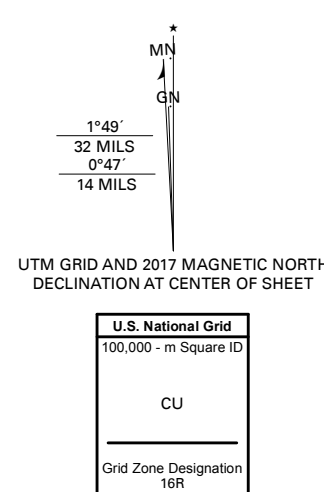 ★
MN
GN
1°49´
32 MILS
0°47´
14 MILS
UTM GRID AND 2017 MAGNETIC NORTH
DECLINATION AT CENTER OF SHEET
U.S. National Grid
100,000 - m Square ID
CU
Grid Zone Designation
16R